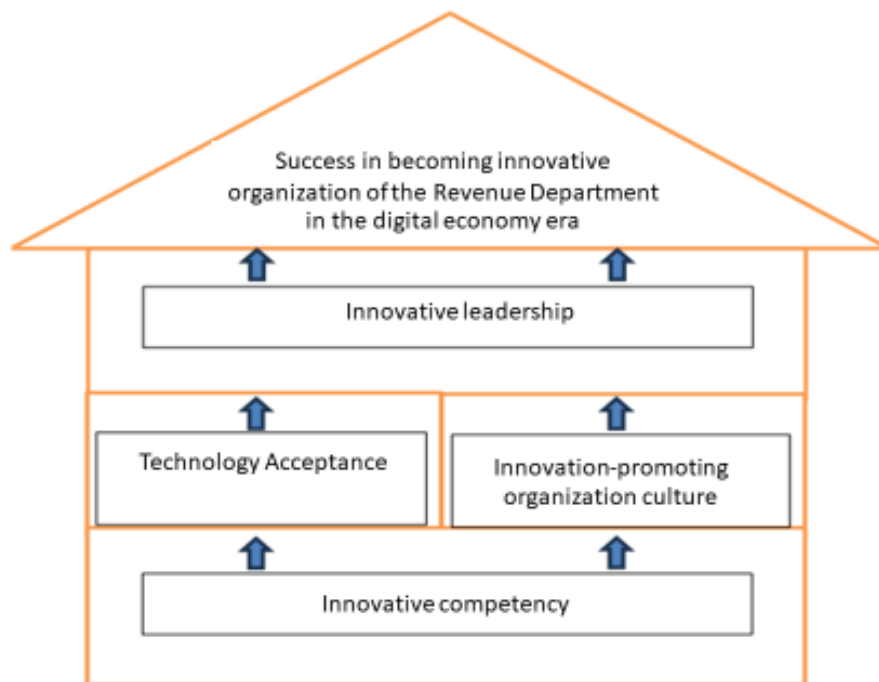 Success in becoming innovative
organization of the Revenue Department
in the digital economy era
Innovative leadership
Technology Acceptance
Innovation-promoting
organization culture
Innovative competency